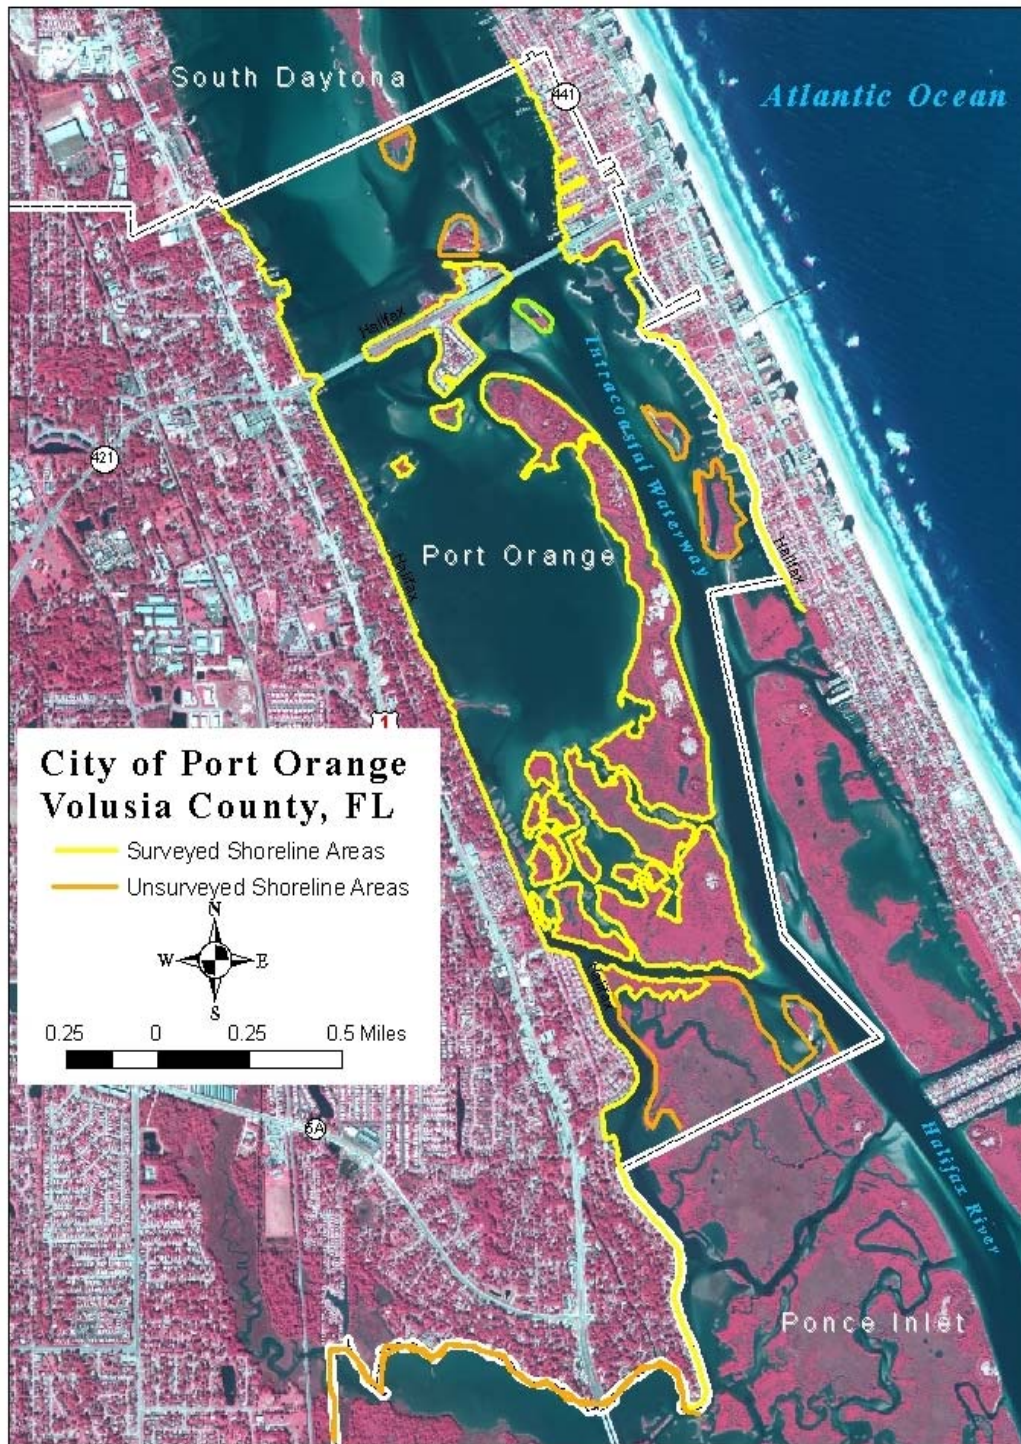 South Daytona
441
Atlantic Ocean
Halifax
Intracoastal Waterway
421
Port Orange
Halifax
Halifax
1
City of Port Orange
Volusia County, FL
Surveyed Shoreline Areas
Unsurveyed Shoreline Areas
N
W E
S
0.25 0 0.25 0.5 Miles
Halifax
5A
Halifax River
Ponce Inlet